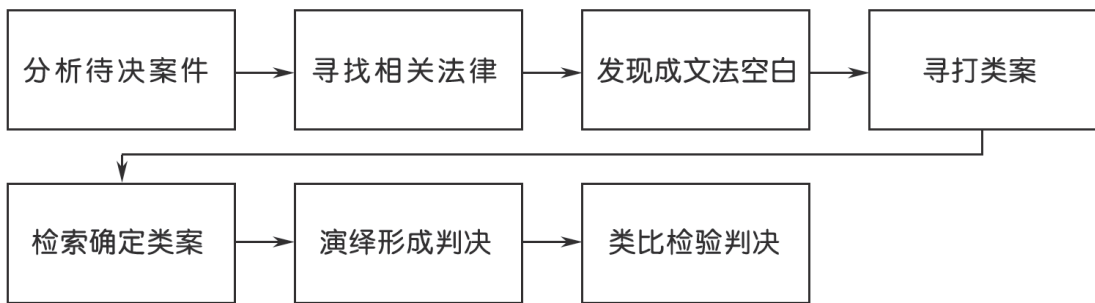 分析待决案件
寻找相关法律
发现成文法空白
寻打类案
检索确定类案
演绎形成判决
类比检验判决